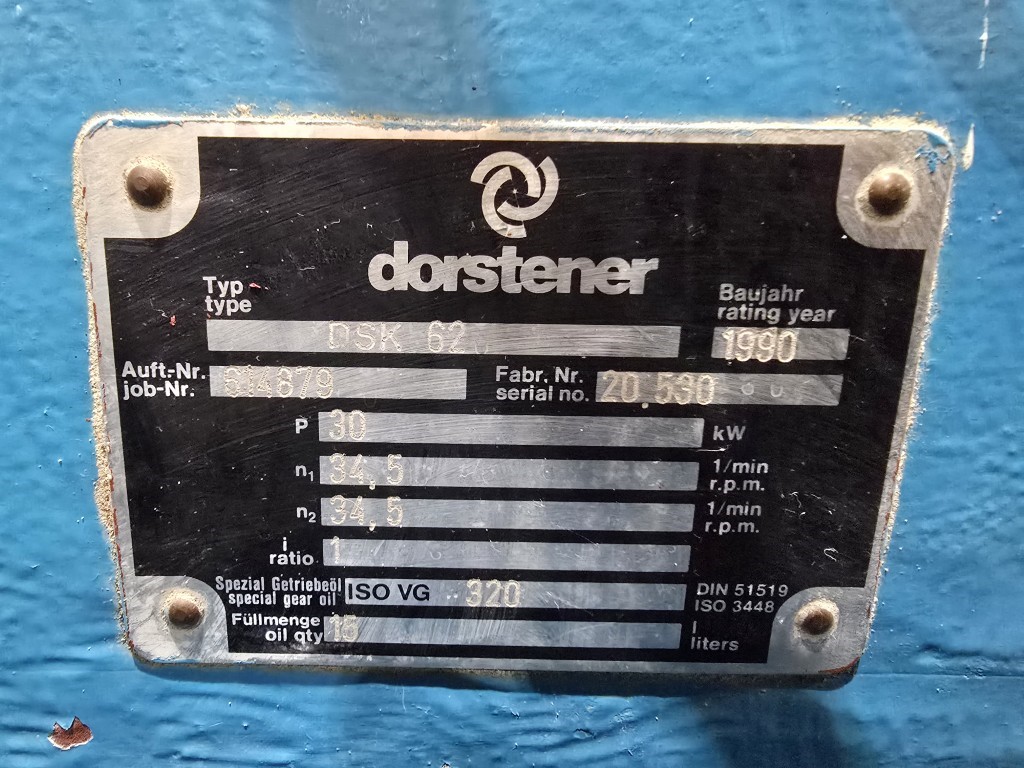 dorstener
Typ
type
DSK 62
Baujahr
rating year
1990
Auft.-Nr.
job-Nr.
614879
Fabr. Nr.
serial no.
20.530
P 30 kW
n1 34,5 1/min
r.p.m.
n2 34,5 1/min
r.p.m.
i
ratio 1
Spezial Getriebeöl
special gear oil
ISO VG 320
DIN 51519
ISO 3448
Füllmenge
oil qty
l
liters